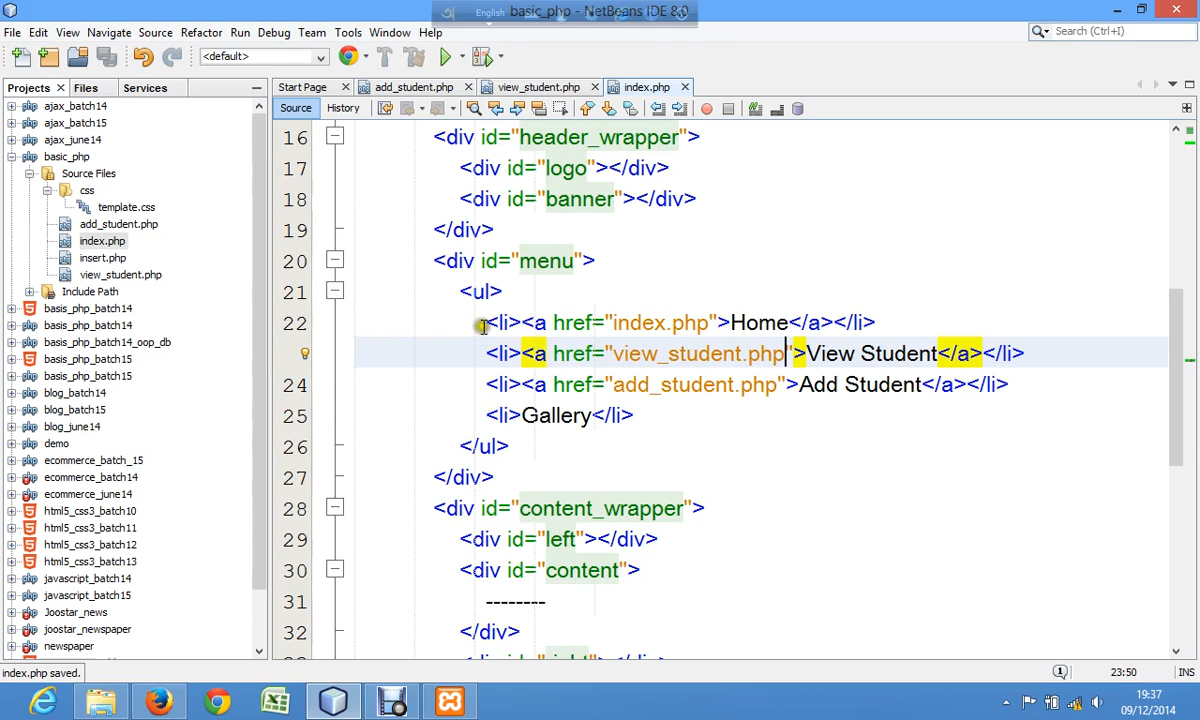 English
basic_php - NetBeans IDE 8.0
File Edit View Navigate Source Refactor Run Debug Team Tools Window Help
Search (Ctrl+I)
<default>
Projects Files Services
Start Page add_student.php view_student.php index.php
Source History
ajax_batch14
ajax_batch15
ajax_june14
basic_php
Source Files
css
template.css
add_student.php
index.php
insert.php
view_student.php
Include Path
basis_php_batch14
basis_php_batch14
basis_php_batch14_oop_db
basis_php_batch15
basis_php_batch15
blog_batch14
blog_batch15
blog_june14
demo
ecommerce_batch_15
ecommerce_batch14
ecommerce_june14
html5_css3_batch10
html5_css3_batch11
html5_css3_batch12
html5_css3_batch13
javascript_batch14
javascript_batch15
Joostar_news
joostar_newspaper
newspaper
16 <div id="header_wrapper">
17 <div id="logo"></div>
18 <div id="banner"></div>
19 </div>
20 <div id="menu">
21 <ul>
22 <li><a href="index.php">Home</a></li>
<li><a href="view_student.php">View Student</a></li>
24 <li><a href="add_student.php">Add Student</a></li>
25 <li>Gallery</li>
26 </ul>
27 </div>
28 <div id="content_wrapper">
29 <div id="left"></div>
30 <div id="content">
31 --------
32 </div>
index.php saved.
1
23:50
INS
19:37
09/12/2014